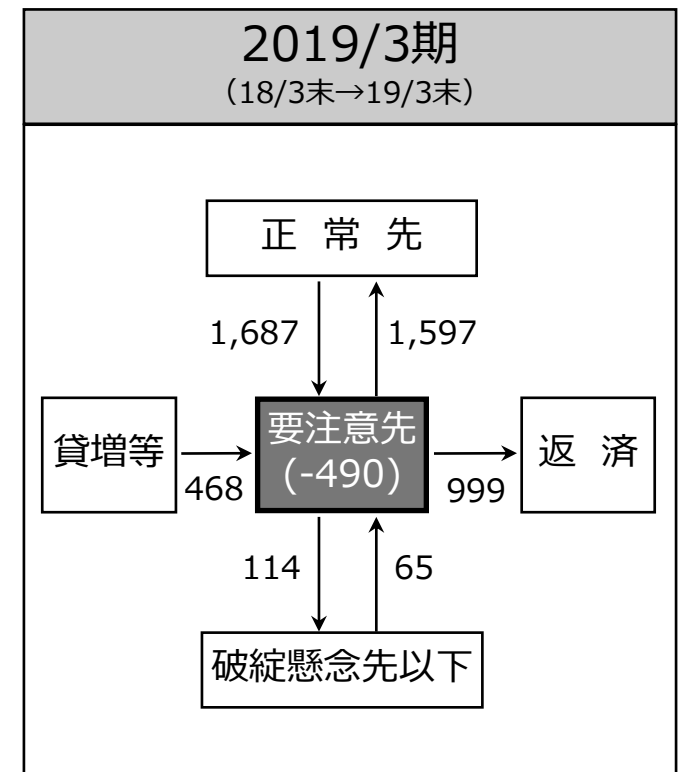 2019/3期
（18/3末→19/3末）
正 常 先
1,687
1,597
貸増等
468
要注意先
(-490)
999
返 済
114
65
破綻懸念先以下